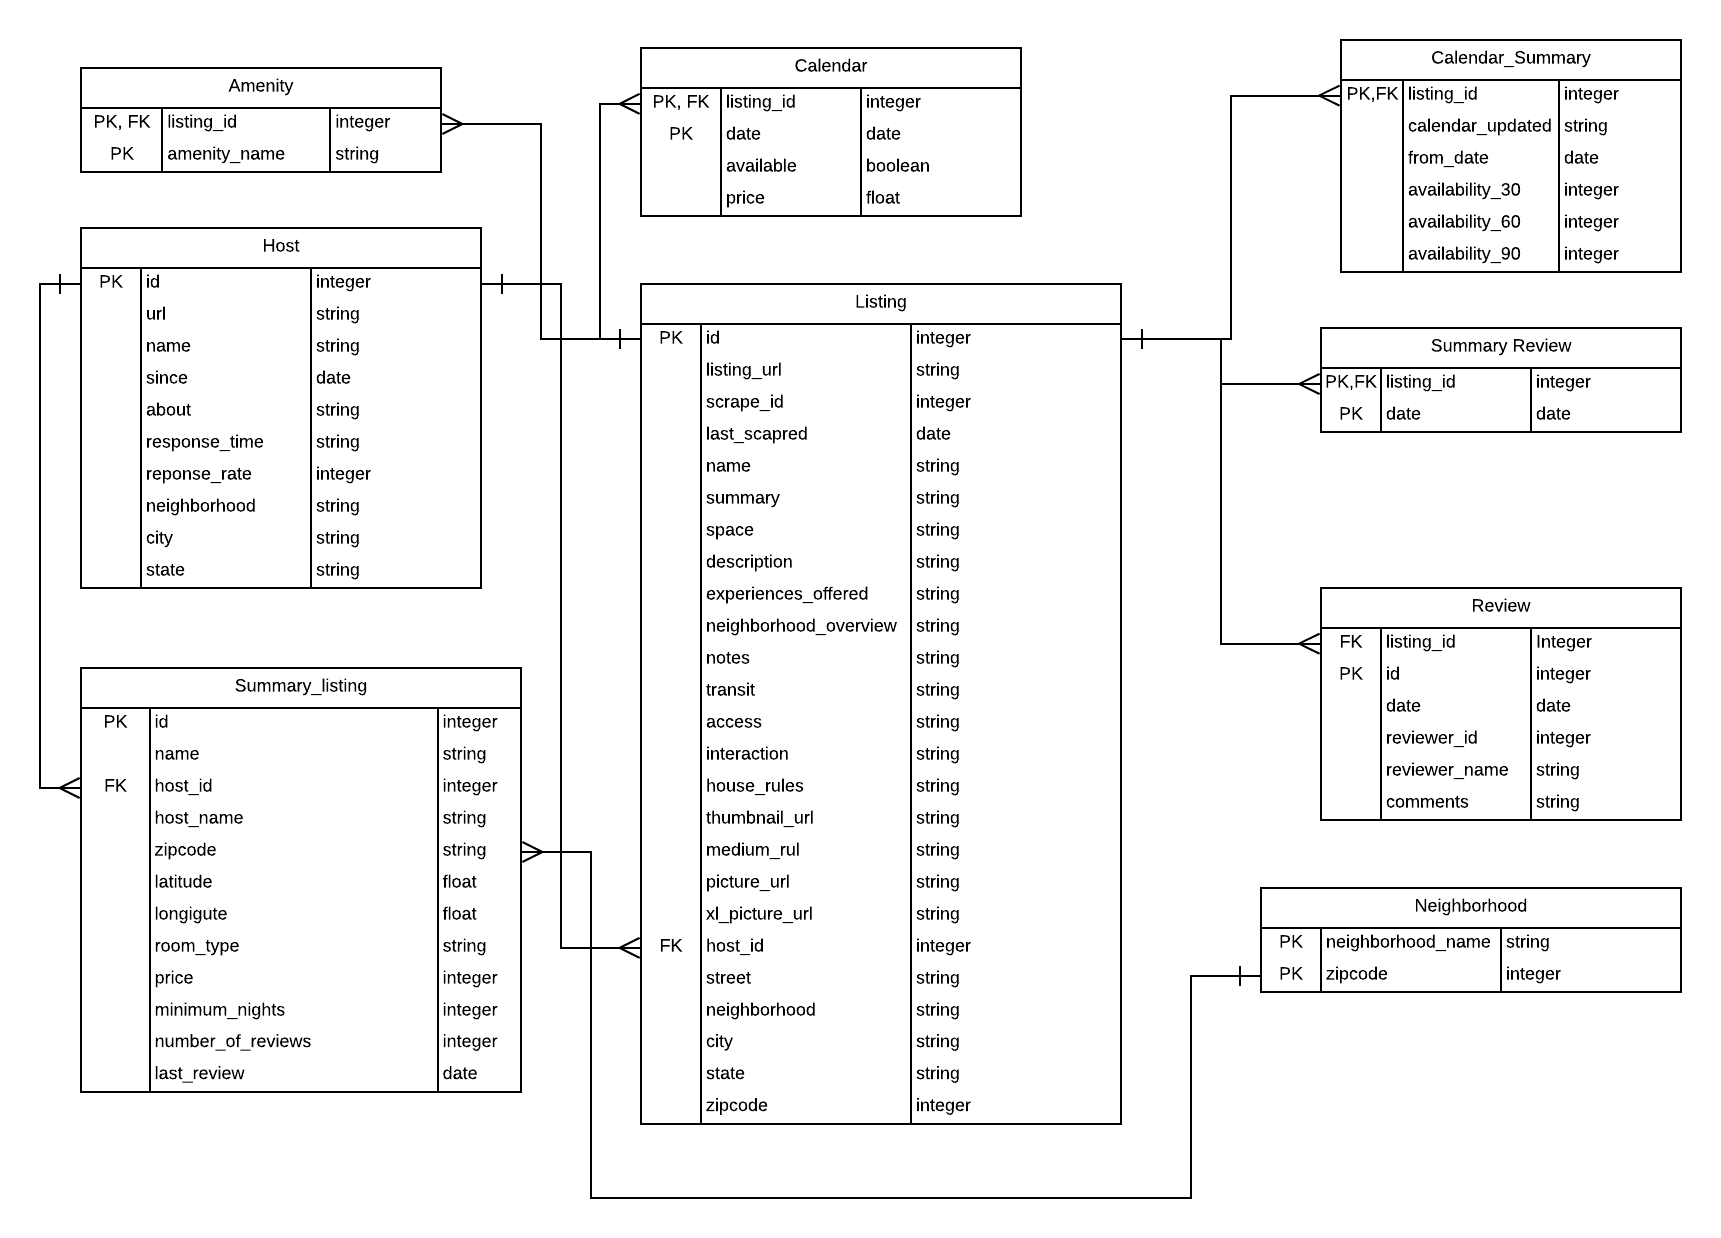 Amenity
PK, FK listing_id integer
PK amenity_name string
Calendar
PK, FK listing_id integer
PK date date
available boolean
price float
Calendar_Summary
PK,FK listing_id integer
calendar_updated string
from_date date
availability_30 integer
availability_60 integer
availability_90 integer
Host
PK id integer
url string
name string
since date
about string
response_time string
reponse_rate integer
neighborhood string
city string
state string
Listing
PK id integer
listing_url string
scrape_id integer
last_scapred date
name string
summary string
space string
description string
experiences_offered string
neighborhood_overview string
notes string
transit string
access string
interaction string
house_rules string
thumbnail_url string
medium_rul string
picture_url string
xl_picture_url string
FK host_id integer
street string
neighborhood string
city string
state string
zipcode integer
Summary Review
PK,FK listing_id integer
PK date date
Review
FK listing_id Integer
PK id integer
date date
reviewer_id integer
reviewer_name string
comments string
Summary_listing
PK id integer
name string
FK host_id integer
host_name string
zipcode string
latitude float
longigute float
room_type string
price integer
minimum_nights integer
number_of_reviews integer
last_review date
Neighborhood
PK neighborhood_name string
PK zipcode integer